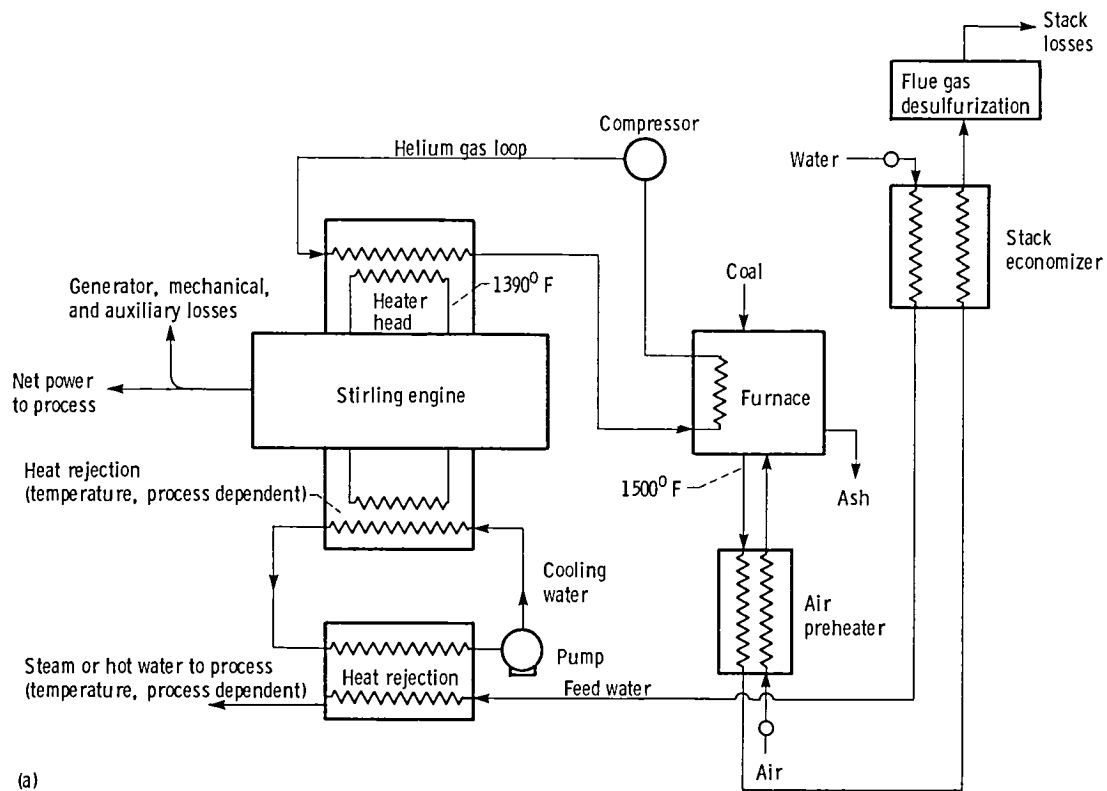 Stack
losses
Flue gas
desulfurization
Compressor
Helium gas loop
Water
Stack
economizer
1390⁰ F
Heater
head
Generator, mechanical,
and auxiliary losses
Coal
Net power
to process
Stirling engine
Furnace
Heat rejection
(temperature, process dependent)
1500⁰ F
Ash
Cooling
water
Air
preheater
Pump
Steam or hot water to process
(temperature, process dependent)
Heat rejection
Feed water
Air
(a)